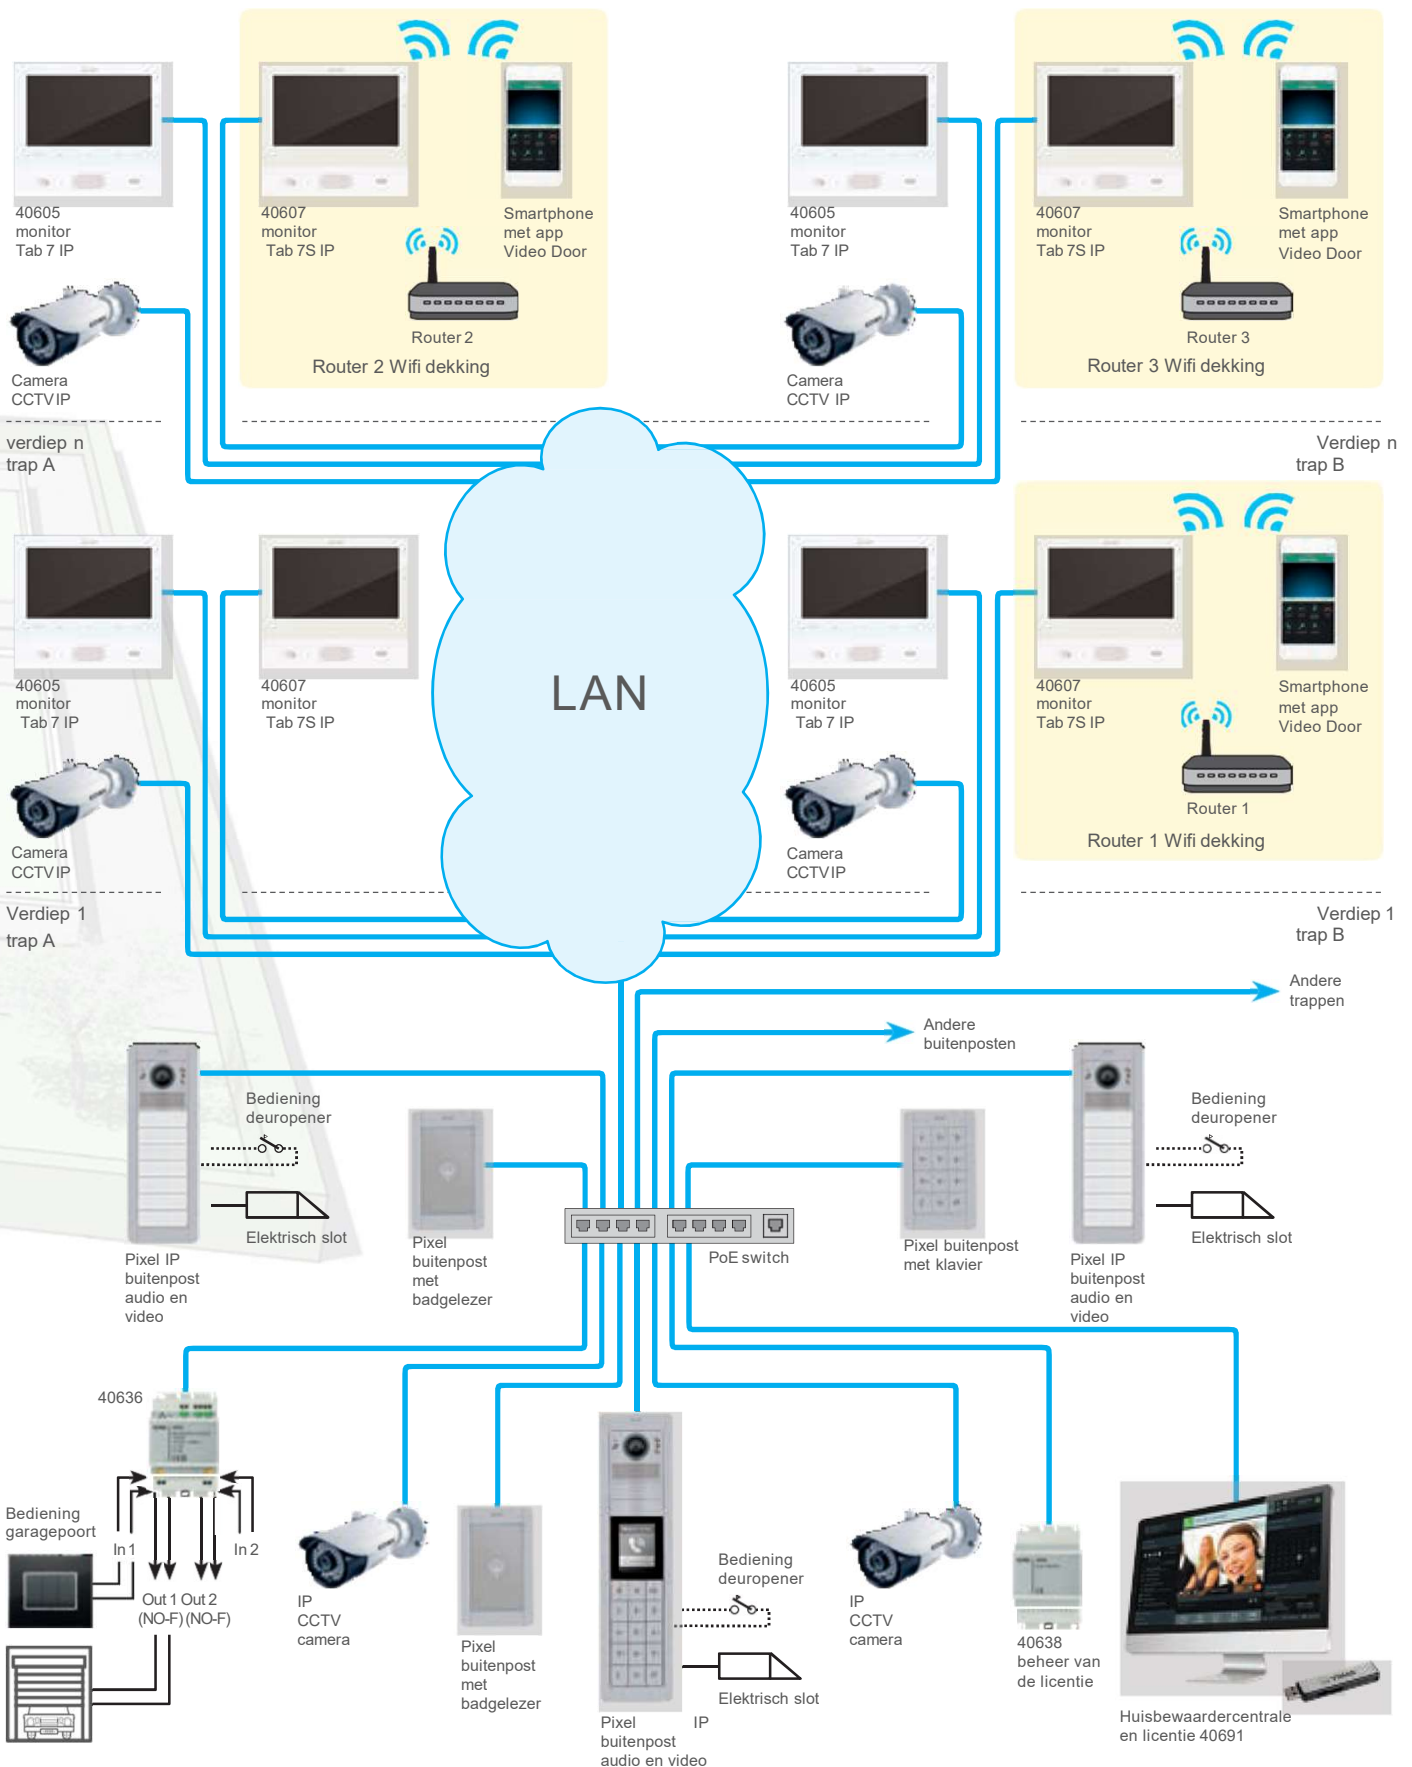 40605
monitor
Tab 7 IP
40607
monitor
Tab 7S IP
Smartphone
met app
Video Door
Router 2
Router 2 Wifi dekking
Camera
CCTV IP
verdiep n
trap A
40605
monitor
Tab 7 IP
40607
monitor
Tab 7S IP
Smartphone
met app
Video Door
Router 3
Router 3 Wifi dekking
Camera
CCTV IP
Verdiep n
trap B
LAN
40605
monitor
Tab 7 IP
40607
monitor
Tab 7S IP
Camera
CCTV IP
Verdiep 1
trap A
40605
monitor
Tab 7 IP
40607
monitor
Tab 7S IP
Smartphone
met app
Video Door
Router 1
Router 1 Wifi dekking
Camera
CCTV IP
Verdiep 1
trap B
Andere
trappen
Andere
buitenposten
Bediening
deuropener
Elektrisch slot
Pixel IP
buitenpost
audio en
video
Pixel
buitenpost
met
badgelezer
PoE switch
Pixel buitenpost
met klavier
Bediening
deuropener
Elektrisch slot
Pixel IP
buitenpost
audio en
video
40636
Bediening
garagepoort
In 1
In 2
Out 1 Out 2
(NO-F) (NO-F)
IP
CCTV
camera
Pixel
buitenpost
met
badgelezer
Bediening
deuropener
Elektrisch slot
Pixel IP
buitenpost
audio en video
IP
CCTV
camera
40638
beheer van
de licentie
Huisbewaardercentrale
en licentie 40691